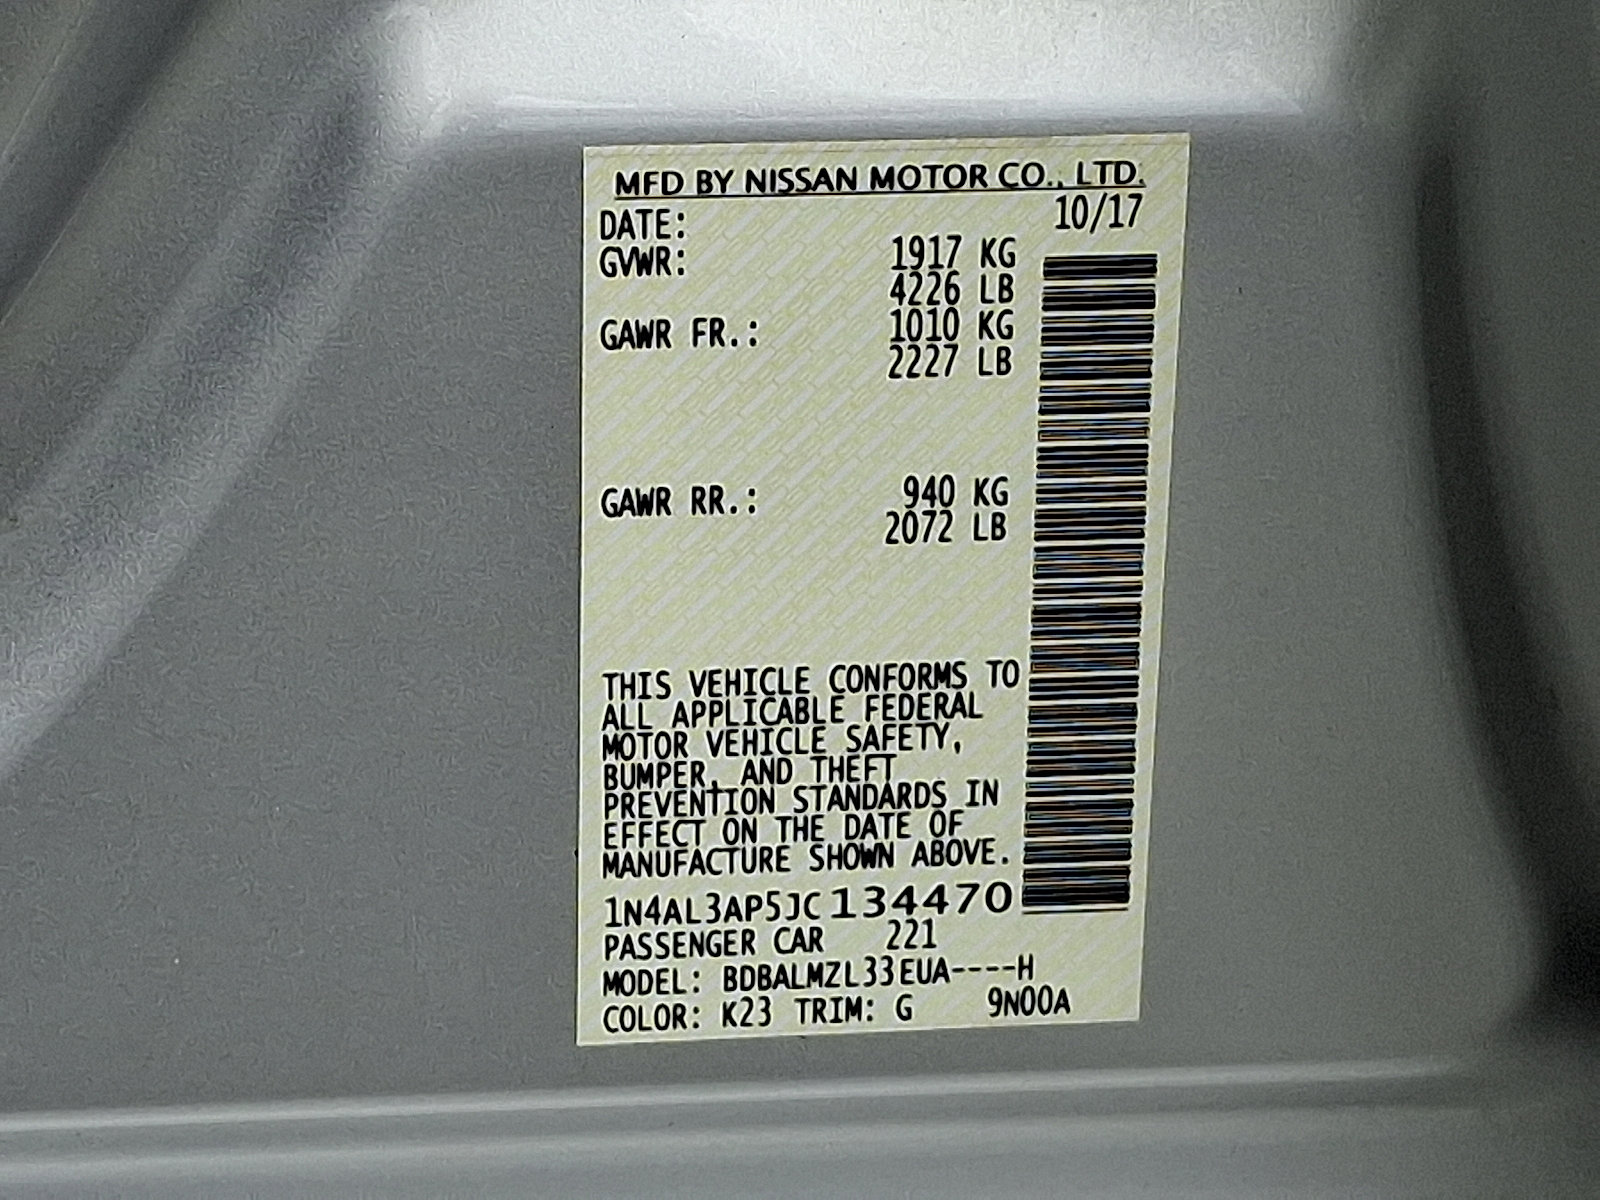 MFD BY NISSAN MOTOR CO., LTD.
DATE: 10/17
GVWR: 1917 KG
4226 LB
GAWR FR.: 1010 KG
2227 LB
GAWR RR.: 940 KG
2072 LB
THIS VEHICLE CONFORMS TO
ALL APPLICABLE FEDERAL
MOTOR VEHICLE SAFETY,
BUMPER, AND THEFT
PREVENTION STANDARDS IN
EFFECT ON THE DATE OF
MANUFACTURE SHOWN ABOVE.
1N4AL3AP5JC134470
PASSENGER CAR 221
MODEL: BDBALMZL33EUA----H
COLOR: K23 TRIM: G 9N00A